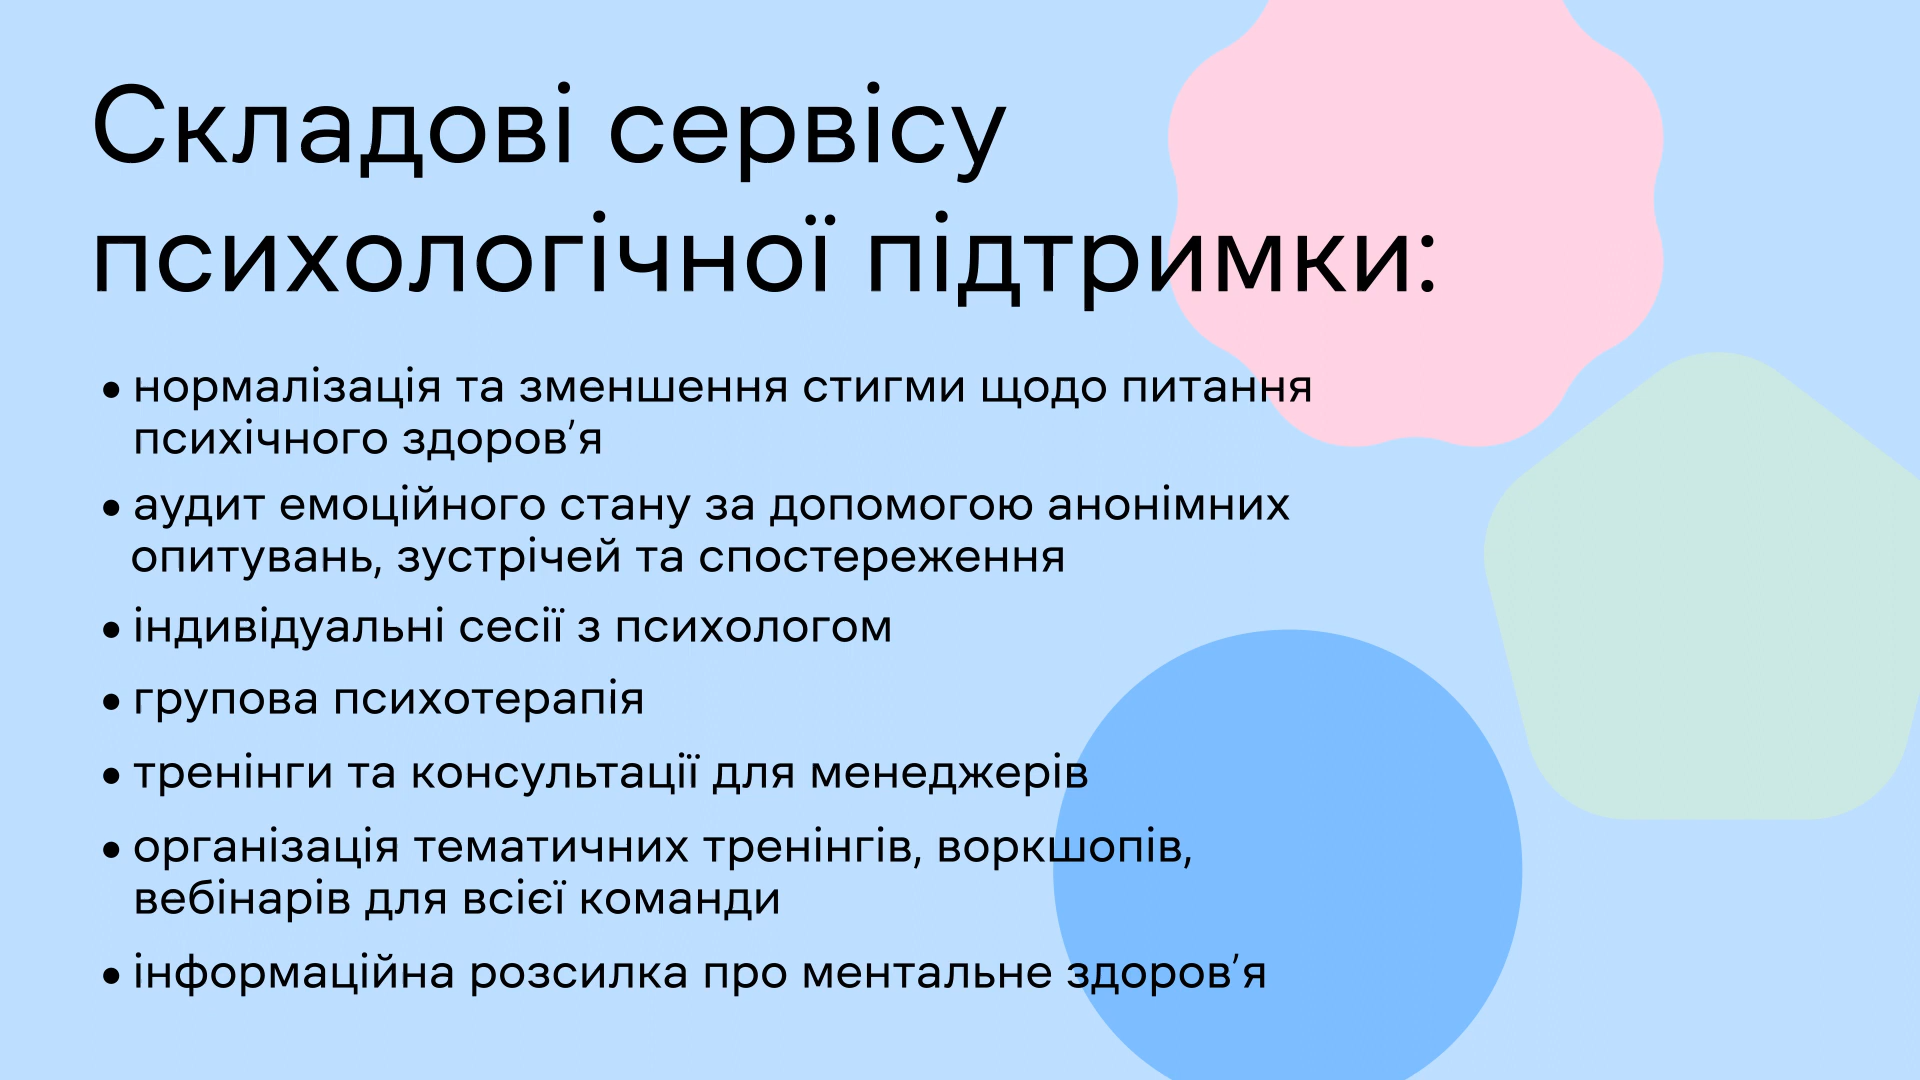 Складові сервісу
психологічної підтримки:
• нормалізація та зменшення стигми щодо питання
психічного здоров’я
• аудит емоційного стану за допомогою анонімних
опитувань, зустрічей та спостереження
• індивідуальні сесії з психологом
• групова психотерапія
• тренінги та консультації для менеджерів
• організація тематичних тренінгів, воркшопів,
вебінарів для всієї команди
• інформаційна розсилка про ментальне здоров’я